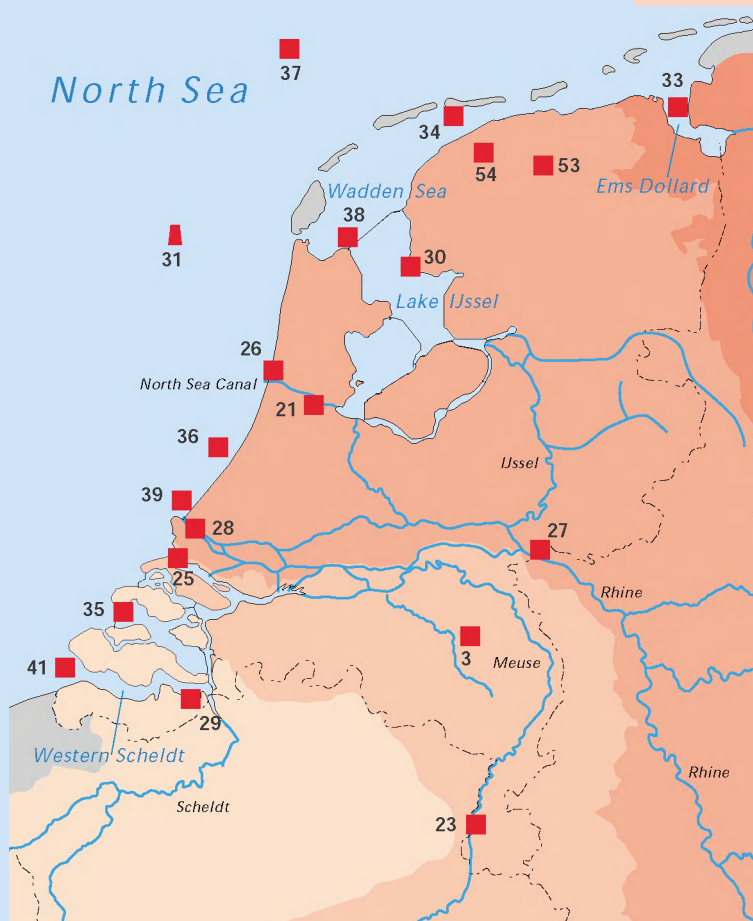 37
North Sea
33
34
54
53
Ems Dollard
Wadden Sea
38
31
30
Lake IJssel
26
North Sea Canal
21
36
IJssel
39
28
27
25
Rhine
35
3
Meuse
41
29
Western Scheldt
Rhine
Scheldt
23